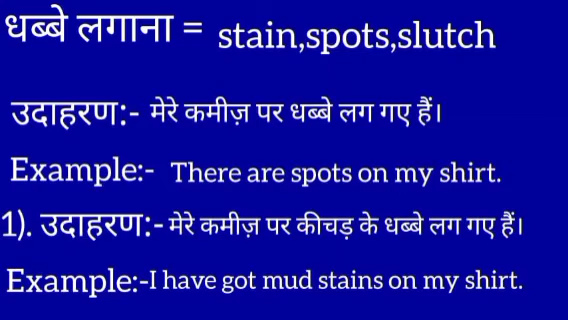 धब्बे लगाना = stain,spots,slutch
उदाहरण:- मेरे कमीज़ पर धब्बे लग गए हैं।
Example:- There are spots on my shirt.
1). उदाहरण:- मेरे कमीज़ पर कीचड़ के धब्बे लग गए हैं।
Example:-I have got mud stains on my shirt.